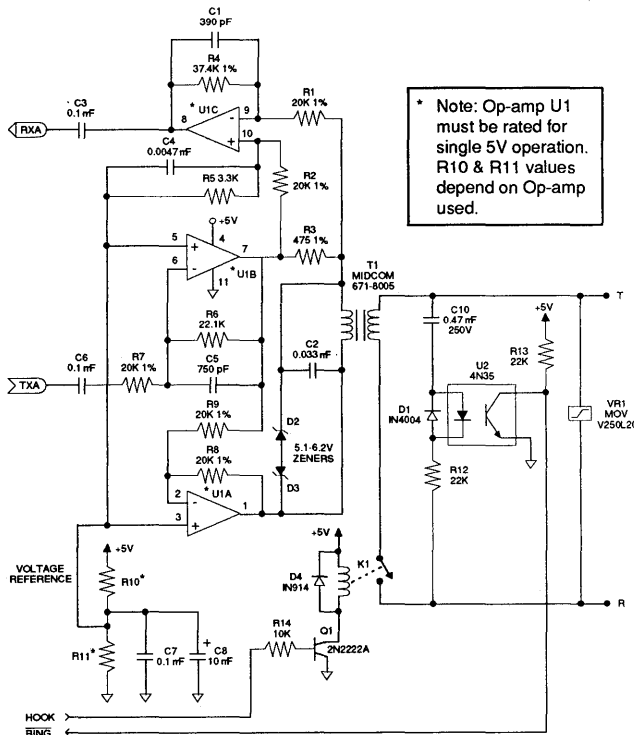 C1
390 pF
R4
37.4K 1%
C3
0.1 mF
* U1C
8
9
10
R1
20K 1%
RXA
C4
0.0047 mF
R5 3.3K
R2
20K 1%
* Note: Op-amp U1
must be rated for
single 5V operation.
R10 & R11 values
depend on Op-amp
used.
+5V
5
4
7
6
* U1B
11
R3
475 1%
T1
MIDCOM
671-8005
T
R6
22.1K
C6
0.1 mF
R7
20K 1%
C5
750 pF
C2
0.033 mF
TXA
C10
0.47 mF
250V
+5V
R13
22K
U2
4N35
D1
IN4004
VR1
MOV
V250L20
R9
20K 1%
R8
20K 1%
D2
5.1-6.2V
ZENERS
D3
* U1A
2
1
3
R12
22K
VOLTAGE
REFERENCE
+5V
R10*
R11*
C7
0.1 mF
+
C8
10 mF
+5V
D4
IN914
K1
R
R14
10K
Q1
2N2222A
HOOK
RING